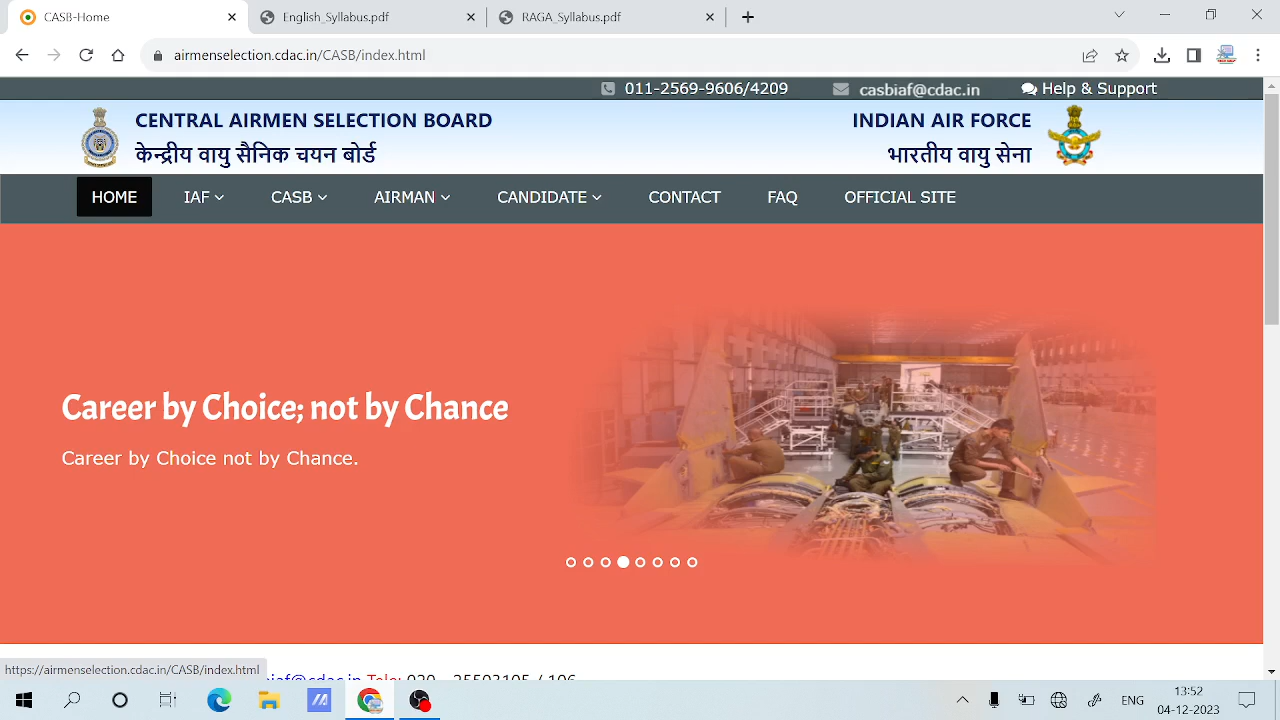 CASB-Home
English_Syllabus.pdf
RAGA_Syllabus.pdf
airmenselection.cdac.in/CASB/index.html
011-2569-9606/4209
casbiaf@cdac.in
Help & Support
CENTRAL AIRMEN SELECTION BOARD
केन्द्रीय वायु सैनिक चयन बोर्ड
INDIAN AIR FORCE
भारतीय वायु सेना
HOME IAF CASB AIRMAN CANDIDATE CONTACT FAQ OFFICIAL SITE
Career by Choice; not by Chance
Career by Choice not by Chance.
https://airmenselection.cdac.in/CASB/index.html
ENG
13:52
04-12-2023